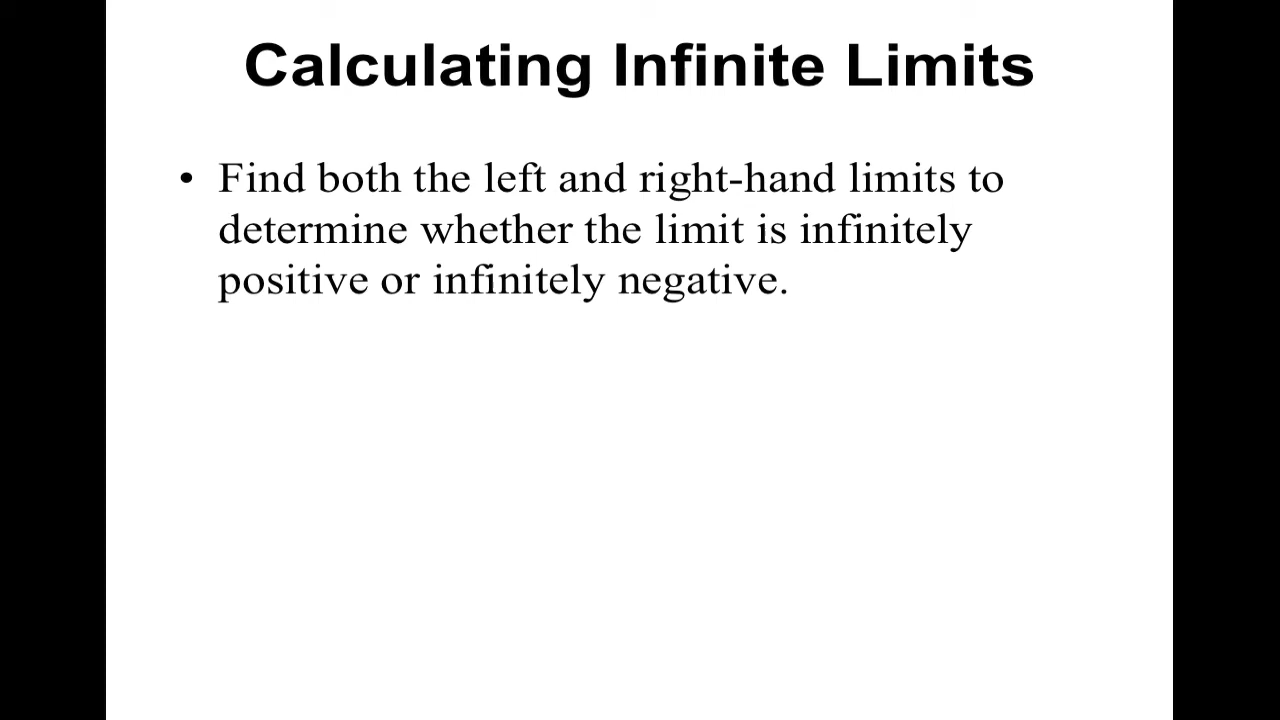 Calculating Infinite Limits
• Find both the left and right-hand limits to
determine whether the limit is infinitely
positive or infinitely negative.